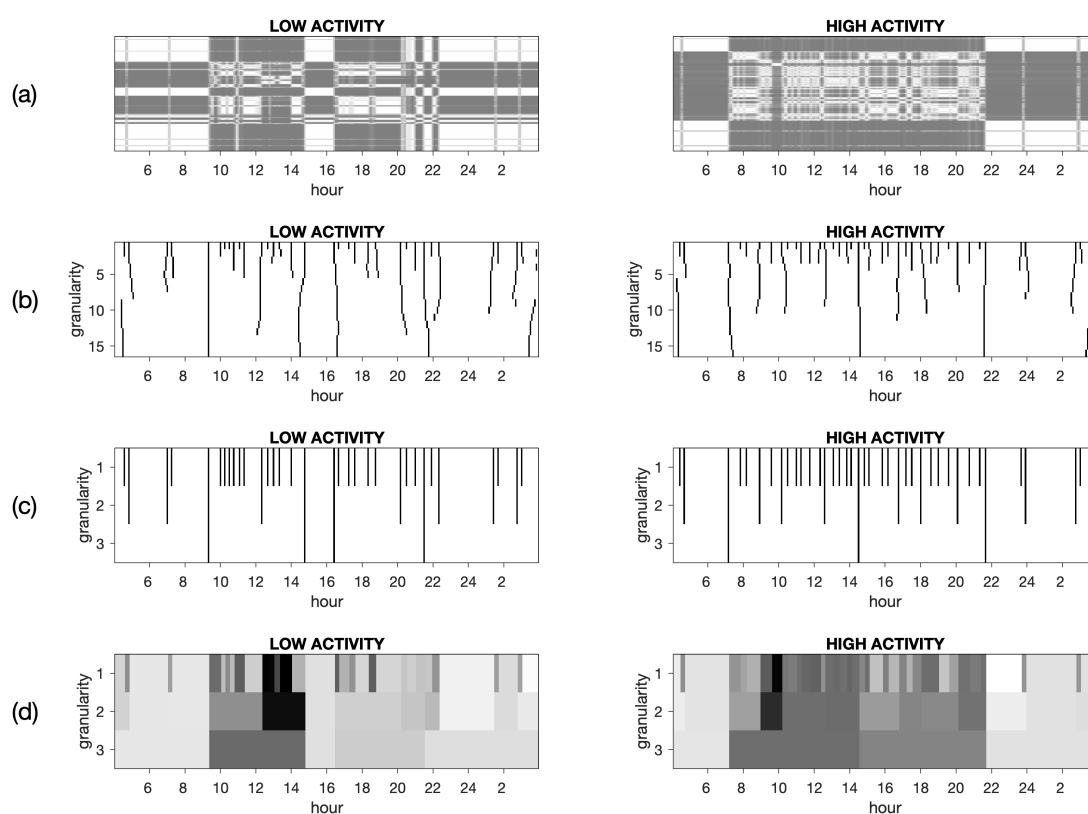 LOW ACTIVITY HIGH ACTIVITY
(a)
6 8 10 12 14 16 18 20 22 24 2 6 8 10 12 14 16 18 20 22 24 2
hour hour
LOW ACTIVITY HIGH ACTIVITY
(b)
granularity 5 10 15 granularity 5 10 15
6 8 10 12 14 16 18 20 22 24 2 6 8 10 12 14 16 18 20 22 24 2
hour hour
LOW ACTIVITY HIGH ACTIVITY
(c)
granularity 1 2 3 granularity 1 2 3
6 8 10 12 14 16 18 20 22 24 2 6 8 10 12 14 16 18 20 22 24 2
hour hour
LOW ACTIVITY HIGH ACTIVITY
(d)
granularity 1 2 3 granularity 1 2 3
6 8 10 12 14 16 18 20 22 24 2 6 8 10 12 14 16 18 20 22 24 2
hour hour